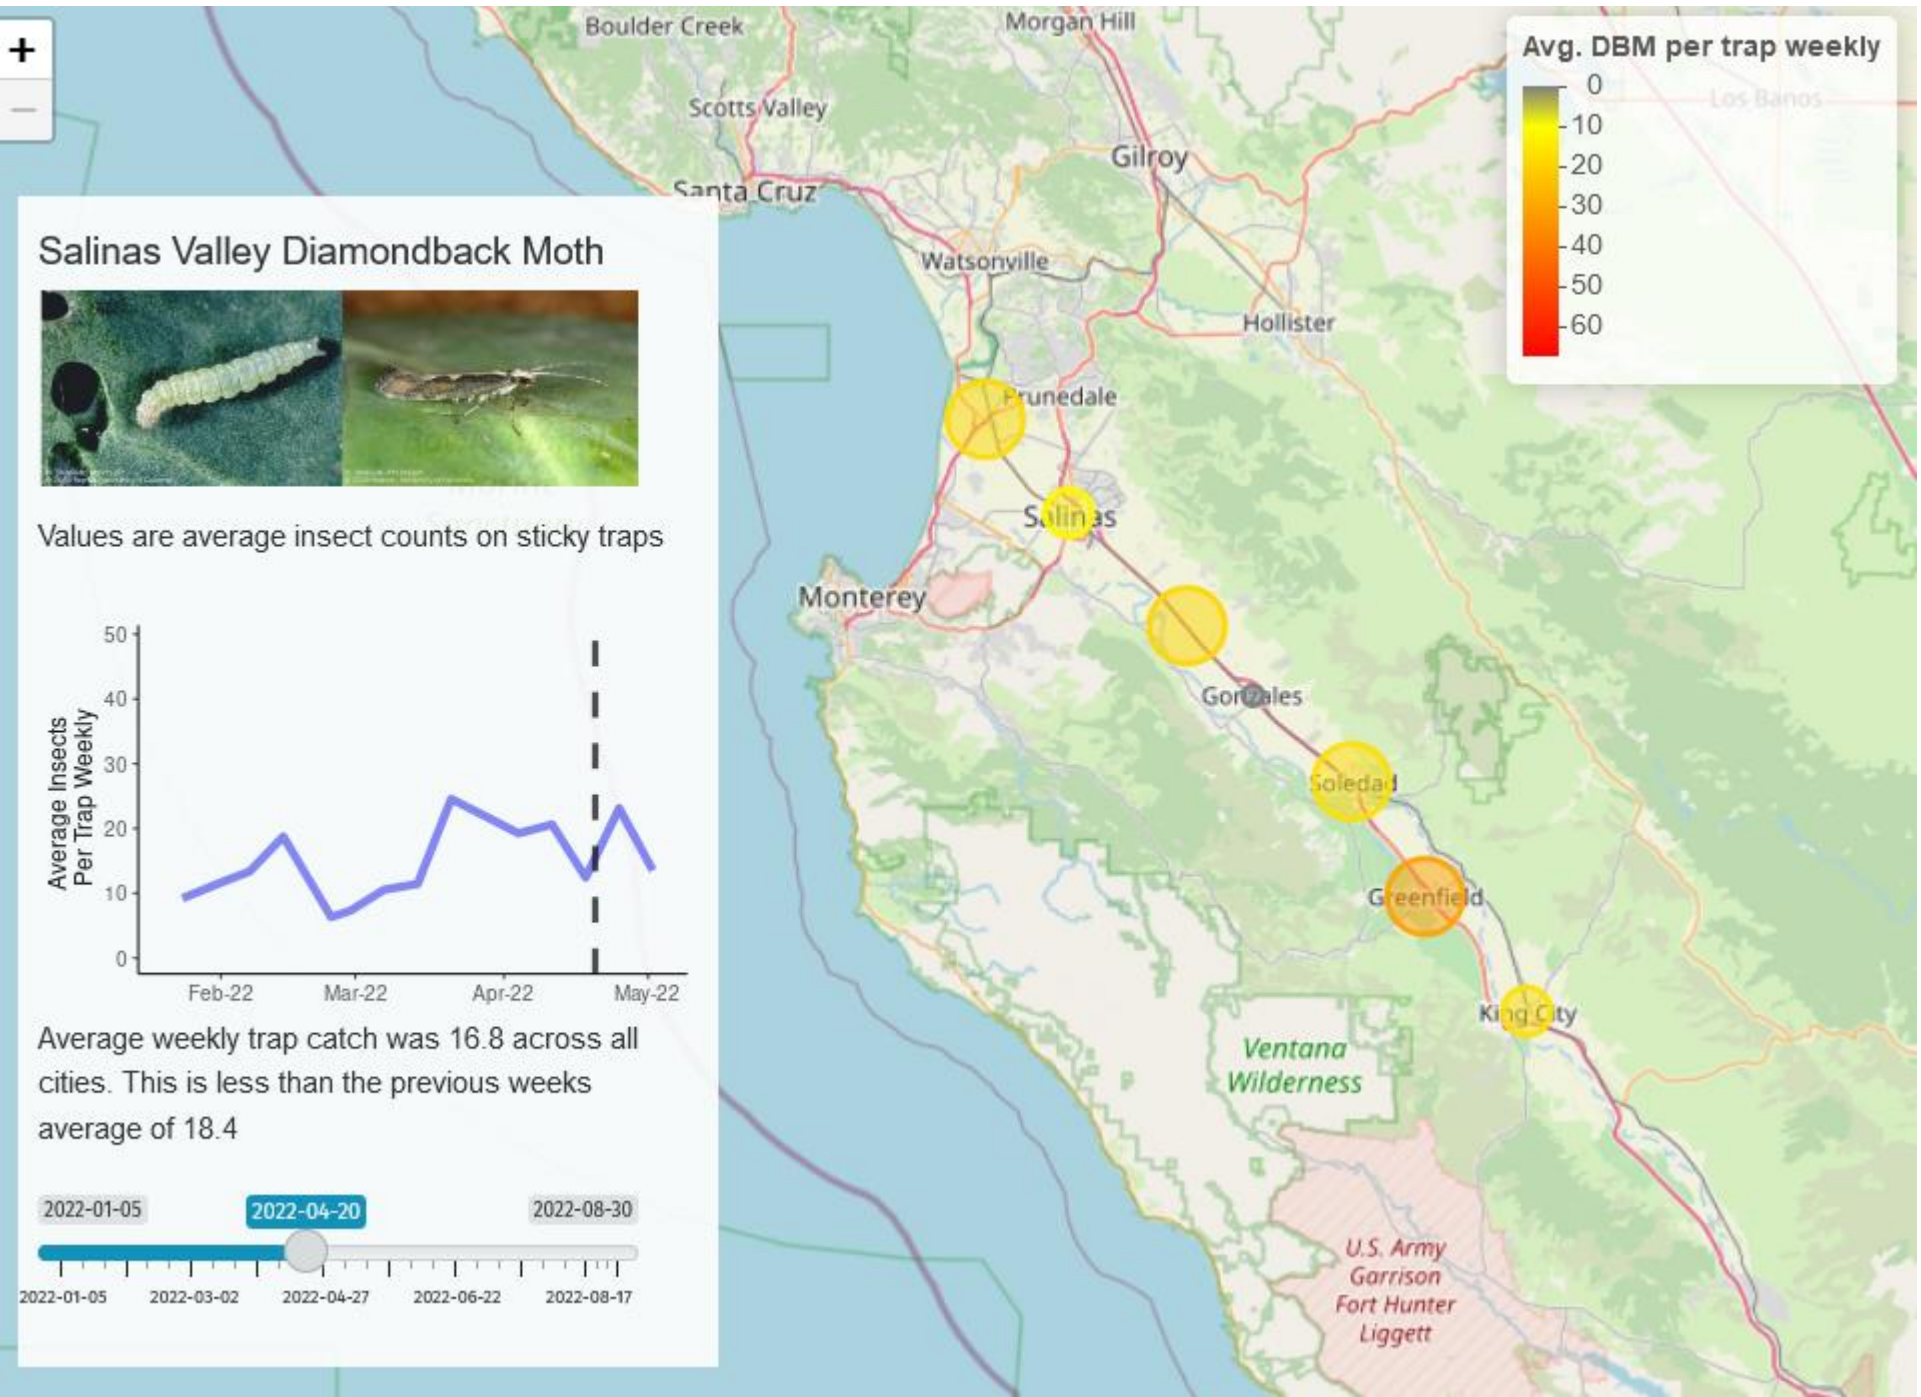 Boulder Creek
Morgan Hill
+
Avg. DBM per trap weekly
0
10
20
30
40
50
60
Los Banos
−
Scotts Valley
Gilroy
Santa Cruz
Watsonville
Hollister
Prunedale
Salinas
Monterey
Gonzales
Soledad
Greenfield
King City
Ventana
Wilderness
U.S. Army
Garrison
Fort Hunter
Liggett
Salinas Valley Diamondback Moth
Values are average insect counts on sticky traps
Average Insects
Per Trap Weekly
50
40
30
20
10
0
Feb-22 Mar-22 Apr-22 May-22
Average weekly trap catch was 16.8 across all
cities. This is less than the previous weeks
average of 18.4
2022-01-05 2022-04-20 2022-08-30
2022-01-05 2022-03-02 2022-04-27 2022-06-22 2022-08-17